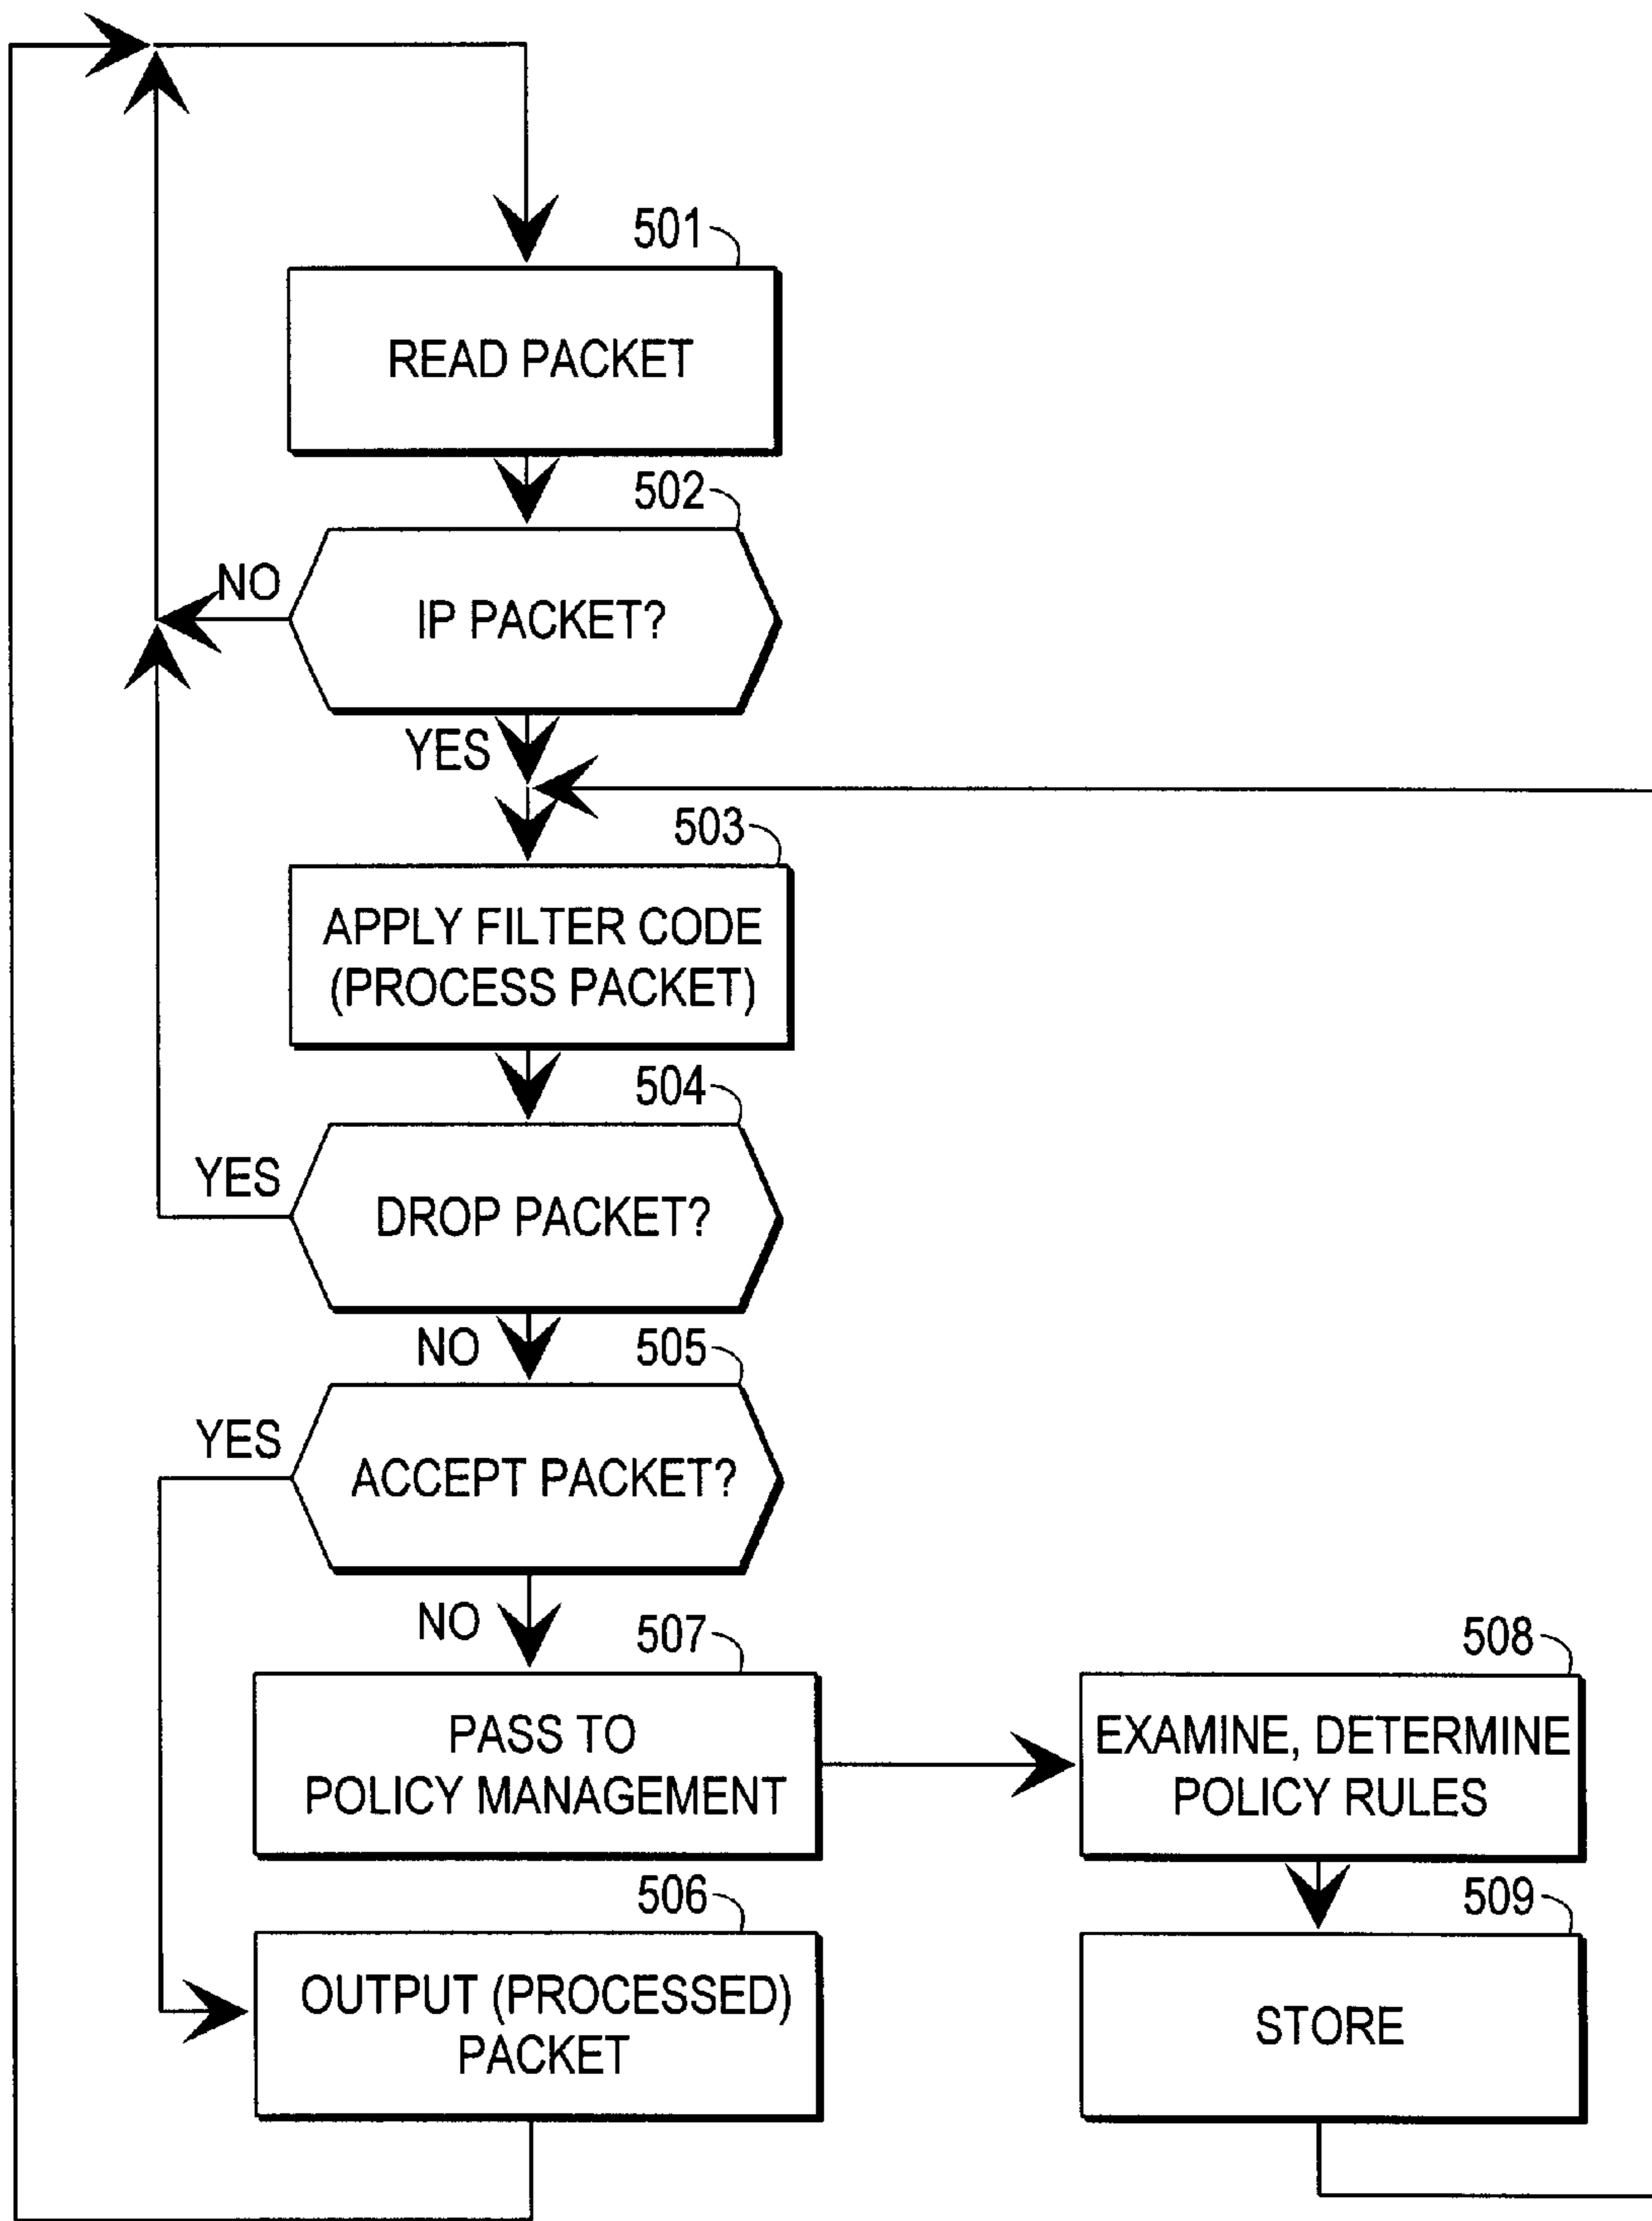 501
READ PACKET
502
NO
IP PACKET?
YES
503
APPLY FILTER CODE
(PROCESS PACKET)
504
YES
DROP PACKET?
NO
505
YES
ACCEPT PACKET?
NO
507
PASS TO
POLICY MANAGEMENT
508
EXAMINE, DETERMINE
POLICY RULES
506
OUTPUT (PROCESSED)
PACKET
509
STORE